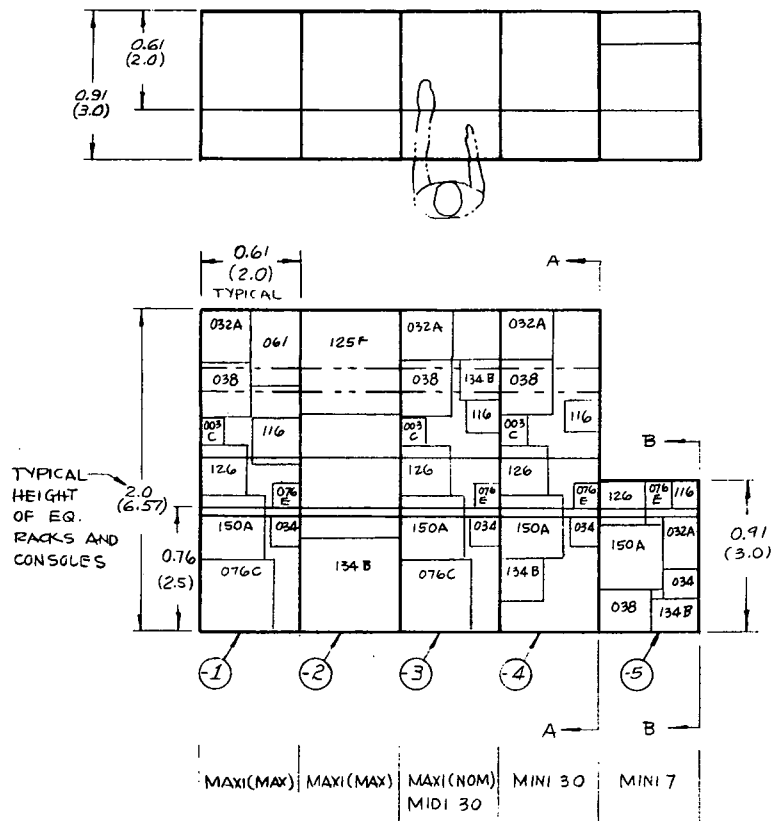 0.61
(2.0)
0.91
(3.0)
0.61
(2.0)
TYPICAL
A
032A
061
125F
032A
032A
038
038
134B
038
003
C
116
003
C
116
003
C
116
B
TYPICAL
HEIGHT
OF EQ.
RACKS AND
CONSOLES
2.0
(6.57)
126
076
E
126
076
E
126
076
E
126
076
E
116
150A
034
150A
034
150A
034
150A
032A
0.76
(2.5)
0.91
(3.0)
076C
134B
076C
134B
034
038
134B
-1
-2
-3
-4
-5
A
B
MAXI(MAX)
MAXI(MAX)
MAXI(NOM)
MIDI 30
MINI 30
MINI 7